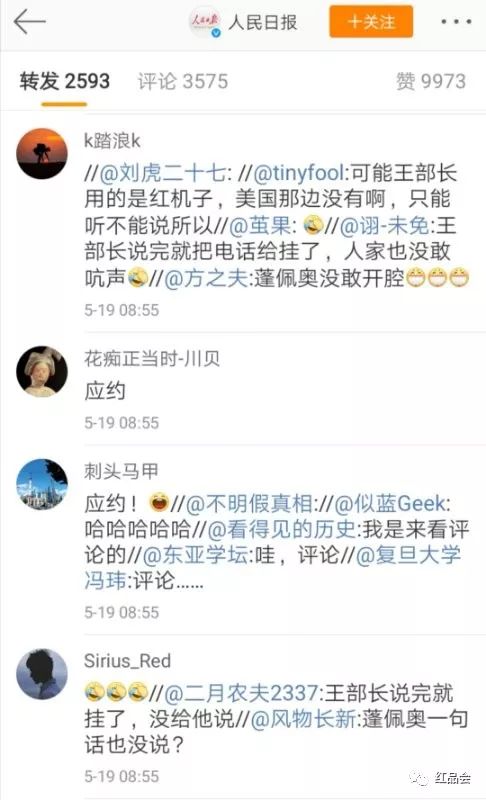 人民日报
人民日报
十关注
转发 2593
评论 3575
赞 9973
k踏浪k
//@刘虎二十七: //@tinyfool:可能王部长
用的是红机子，美国那边没有啊，只能
听不能说所以//@茧果: //@诩-未免:王
部长说完就把电话给挂了，人家也没敢
吭声//@方之夫:蓬佩奥没敢开腔
5-19 08:55
花痴正当时-川贝
应约
5-19 08:55
刺头马甲
应约！//@不明假真相://@似蓝Geek:
哈哈哈哈哈//@看得见的历史:我是来看评
论的//@东亚学坛:哇，评论//@复旦大学
冯玮:评论......
5-19 08:55
Sirius_Red
//@二月农夫2337:王部长说完就
挂了，没给他说//@风物长新:蓬佩奥一句
话也没说？
5-19 08:55
红品会